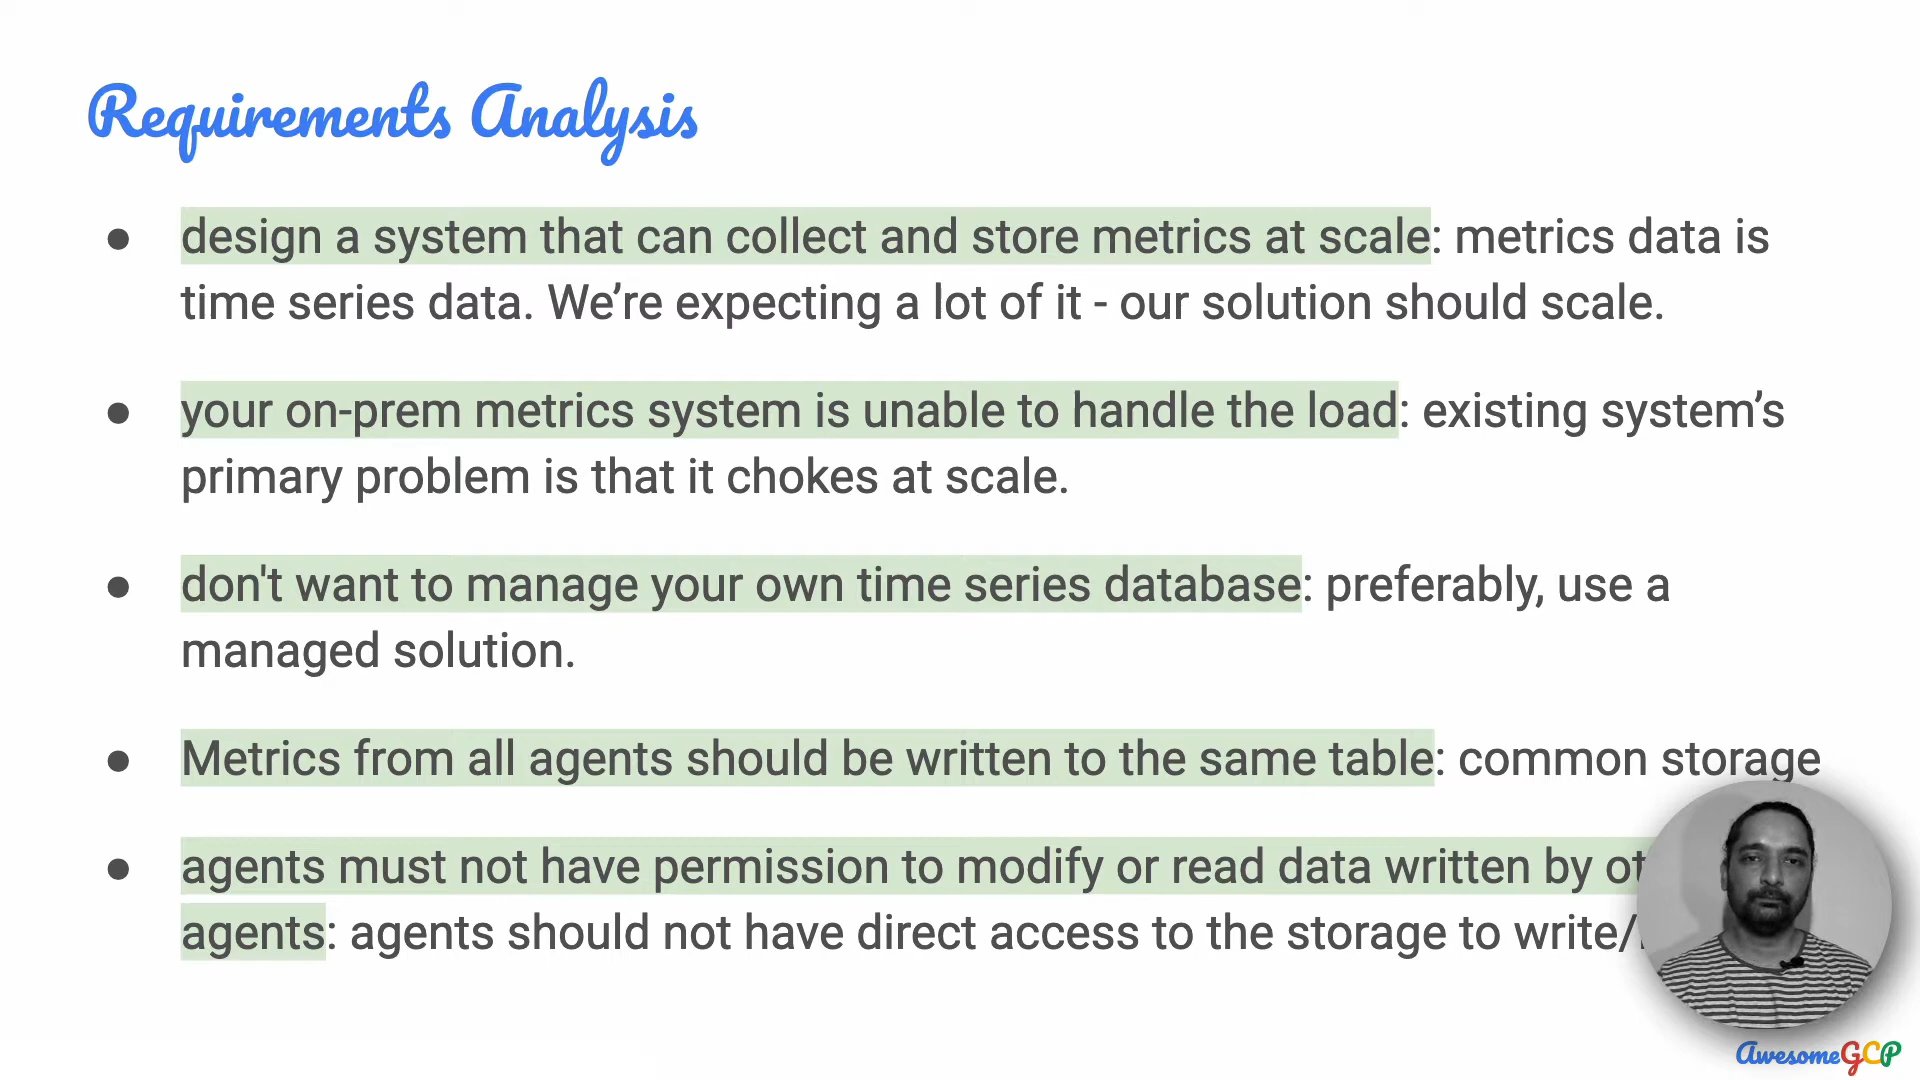 Requirements Analysis
● design a system that can collect and store metrics at scale: metrics data is
time series data. We’re expecting a lot of it - our solution should scale.
● your on-prem metrics system is unable to handle the load: existing system’s
primary problem is that it chokes at scale.
● don't want to manage your own time series database: preferably, use a
managed solution.
● Metrics from all agents should be written to the same table: common storage
● agents must not have permission to modify or read data written by
agents: agents should not have direct access to the storage to write/
AwesomeGCP